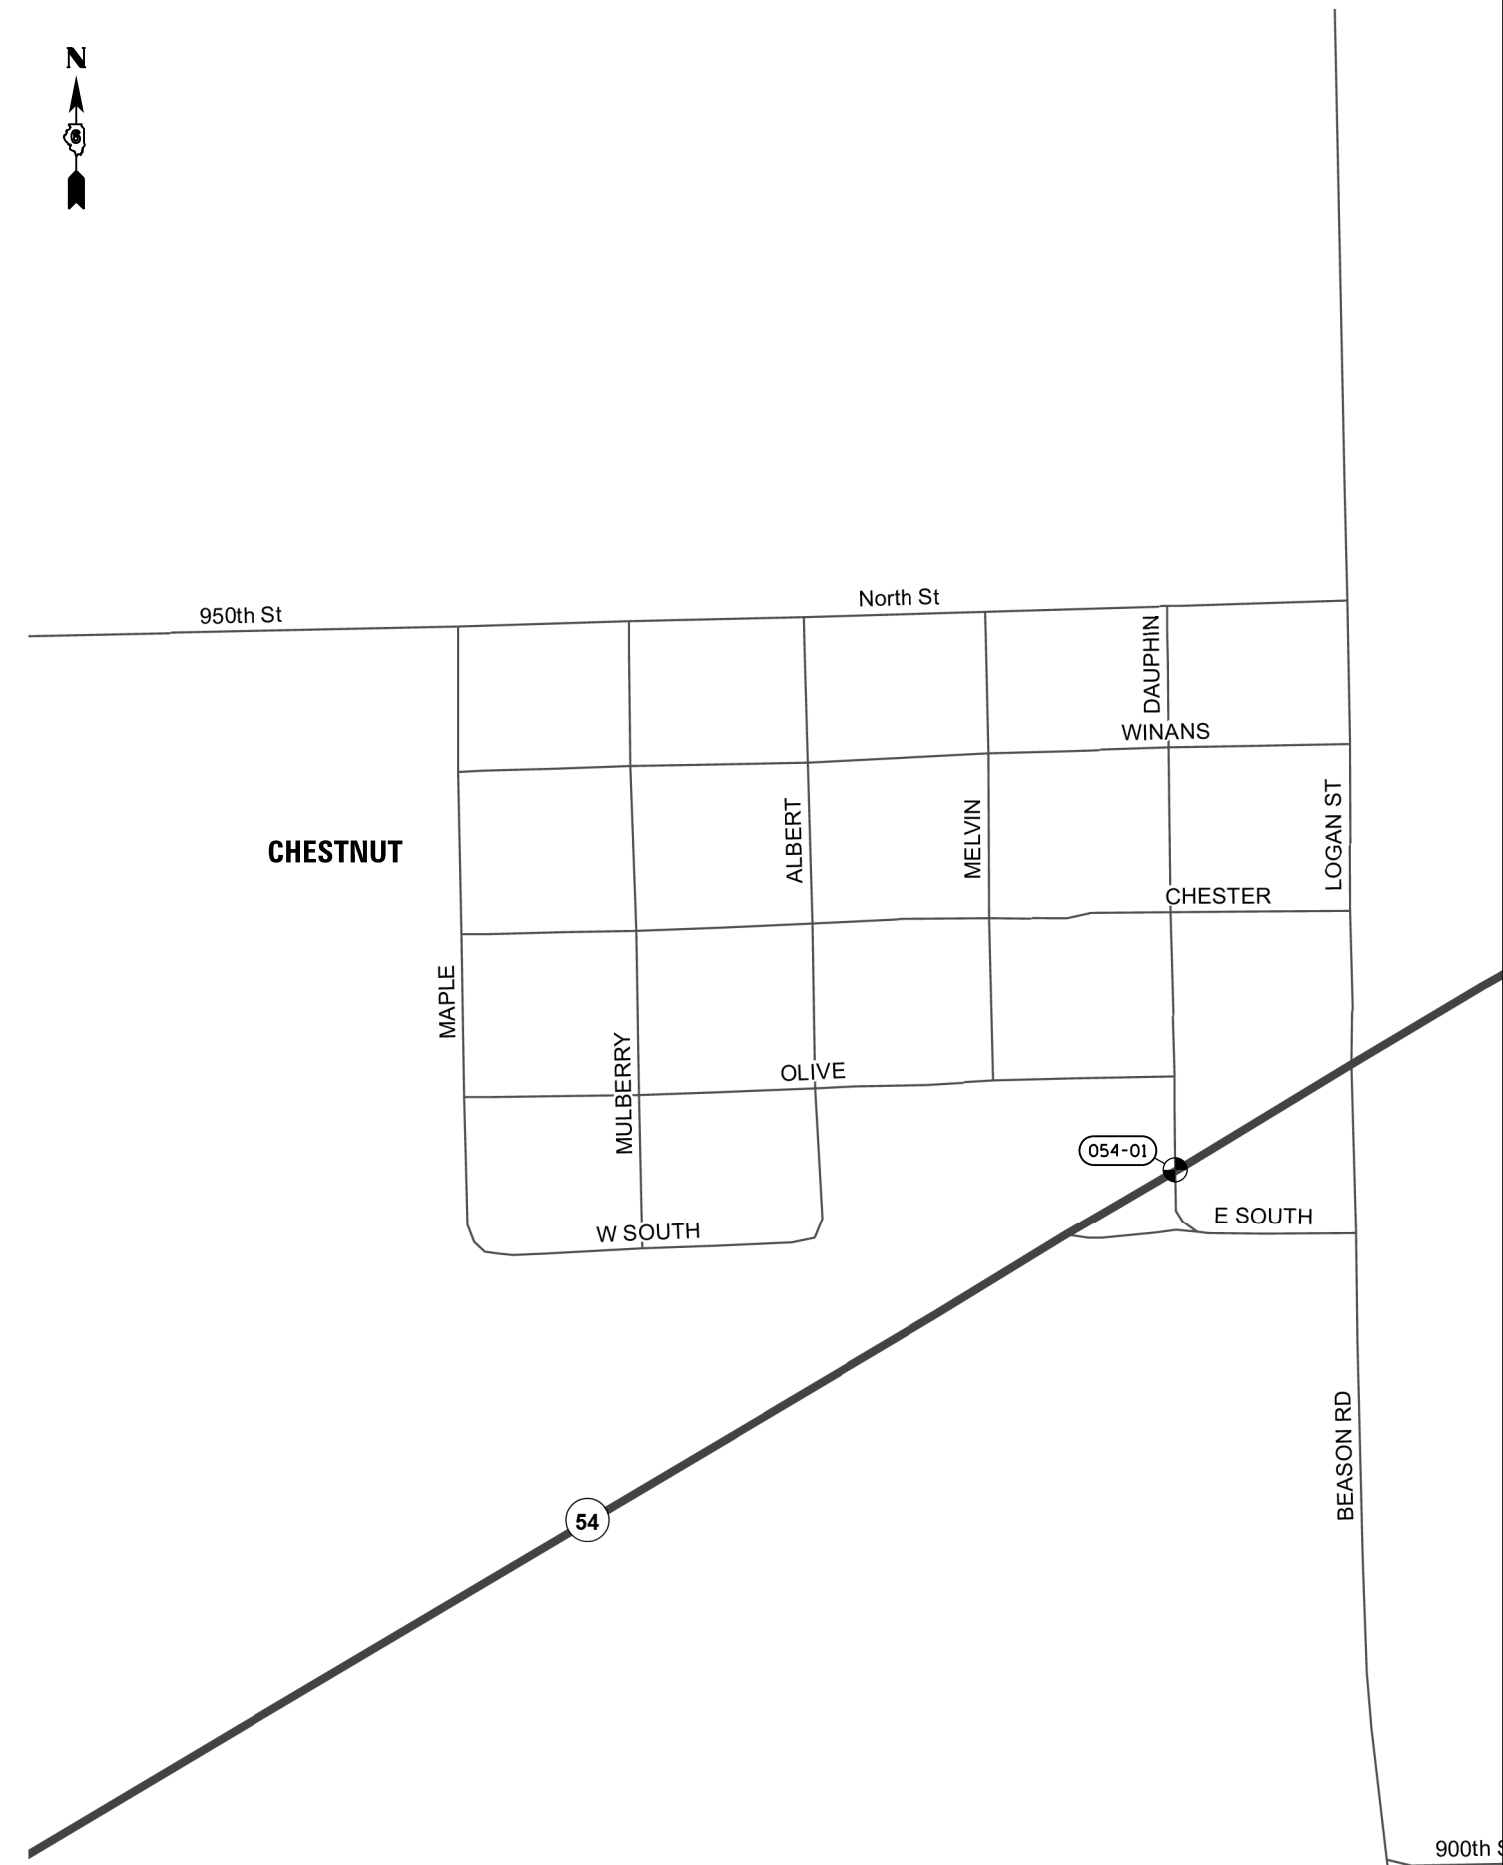 N
6
North St
950th St
DAUPHIN
WINANS
ALBERT
MELVIN
LOGAN ST
CHESTNUT
CHESTER
MAPLE
MULBERRY
OLIVE
054-01
E SOUTH
W SOUTH
BEASON RD
54
900th